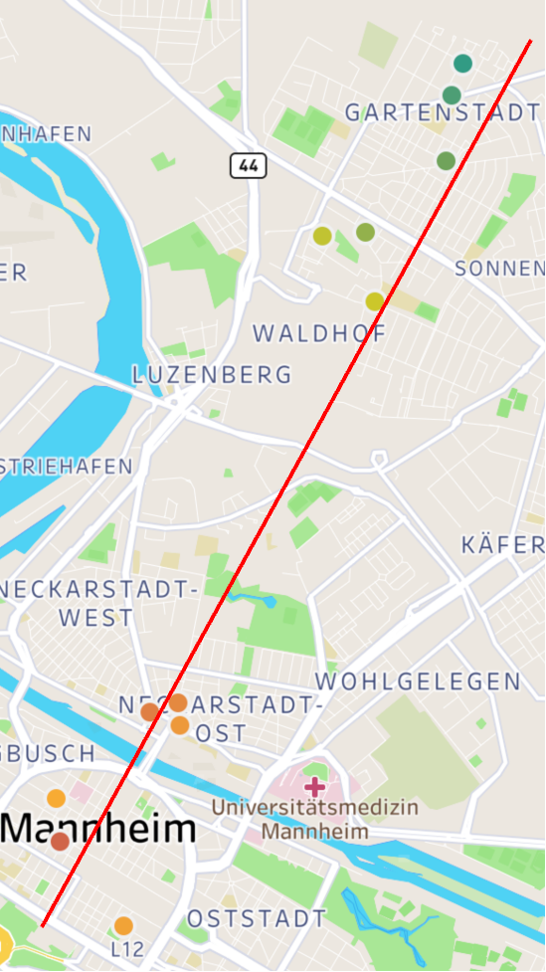 GARTENSTADT
NHAFEN
44
ER
SONNEN
WALDHOF
LUZENBERG
STRIEHAFEN
KÄFER
NECKARSTADT-
WEST
WOHLGELEGEN
NECKARSTADT-
OST
GBUSCH
Universitätsmedizin
Mannheim
Mannheim
OSTSTADT
L12